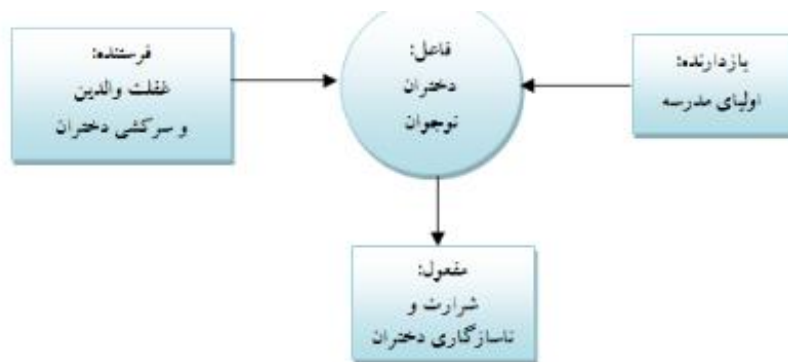 بازدارنده:
اولیای مدرسه
فاعل:
دختران
نوجوان
فرستنده:
غفلت والدین
و سرکشی دختران
مفعول:
شرارت و
ناسازگاری دختران